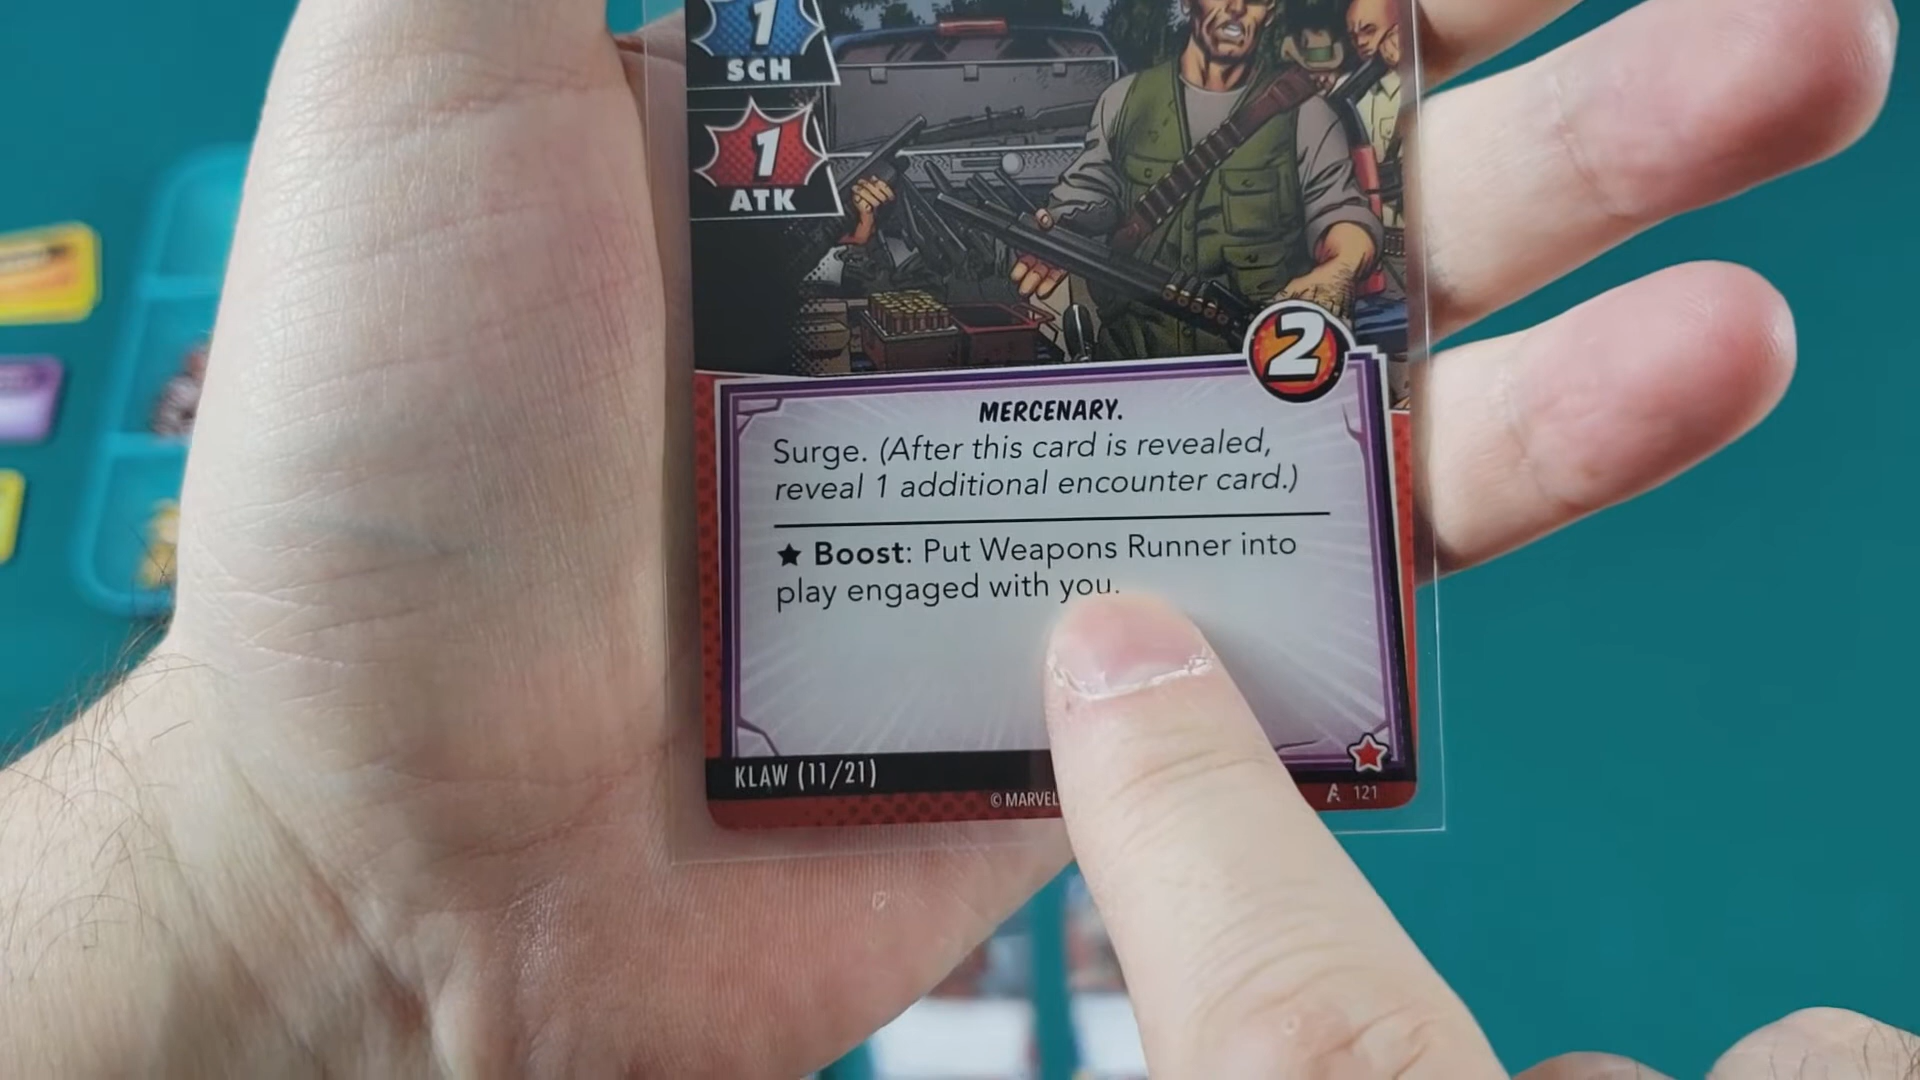 1
SCH
1
ATK
2
MERCENARY.
Surge. (After this card is revealed,
reveal 1 additional encounter card.)
★ Boost: Put Weapons Runner into
play engaged with you.
KLAW (11/21)
© MARVEL
121